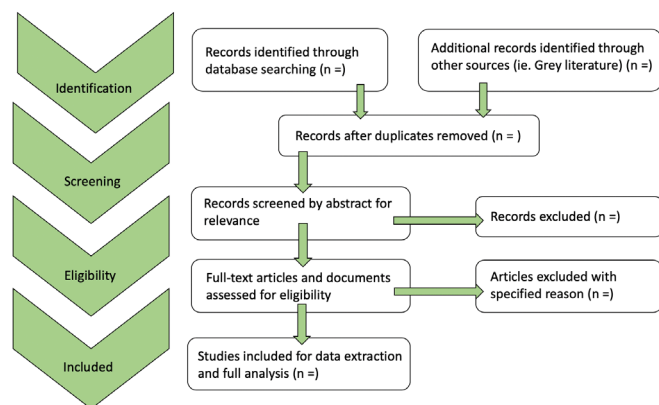 Identification
Records identified through
database searching (n =)
Additional records identified through
other sources (ie. Grey literature) (n =)
Records after duplicates removed (n = )
Screening
Records screened by abstract for
relevance
Records excluded (n =)
Eligibility
Full-text articles and documents
assessed for eligibility
Articles excluded with
specified reason (n =)
Included
Studies included for data extraction
and full analysis (n =)